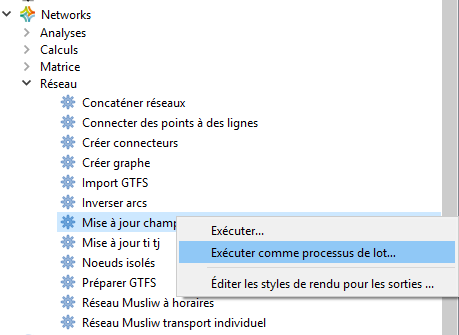 Networks
Analyses
Calculs
Matrice
Réseau
Concaténer réseaux
Connecter des points à des lignes
Créer connecteurs
Créer graphe
Import GTFS
Inverser arcs
Mise à jour champ
Exécuter...
Mise à jour ti tj
Exécuter comme processus de lot...
Noeuds isolés
Préparer GTFS
Éditer les styles de rendu pour les sorties ...
Réseau Musliw à horaires
Réseau Musliw transport individuel